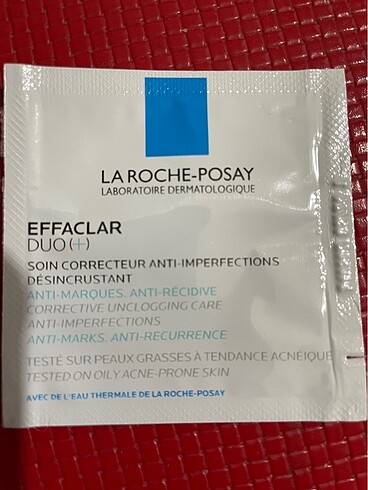 LA ROCHE-POSAY
LABORATOIRE DERMATOLOGIQUE
EFFACLAR
DUO(+)
SOIN CORRECTEUR ANTI-IMPERFECTIONS
DÉSINCRUSTANT
ANTI-MARQUES. ANTI-RÉCIDIVE
CORRECTIVE UNCLOGGING CARE
ANTI-IMPERFECTIONS
ANTI-MARKS. ANTI-RECURRENCE
TESTÉ SUR PEAUX GRASSES À TENDANCE ACNÉIQUE
TESTED ON OILY ACNE-PRONE SKIN
AVEC DE L'EAU THERMALE DE LA ROCHE-POSAY